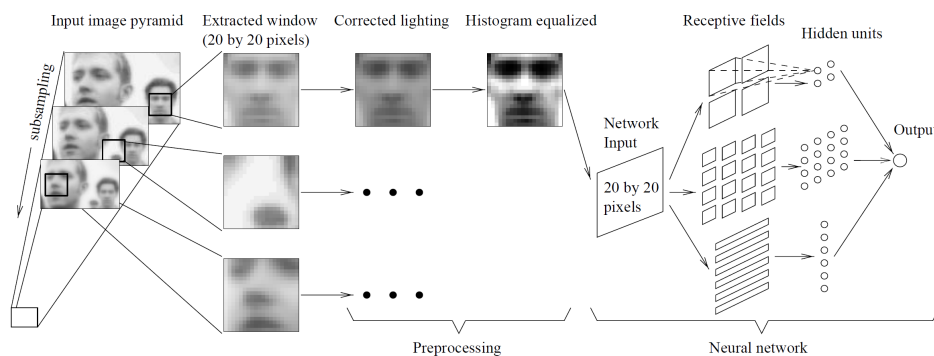 Input image pyramid
Extracted window
(20 by 20 pixels)
Corrected lighting
Histogram equalized
Receptive fields
Hidden units
subsampling
Network
Input
20 by 20
pixels
Output
Preprocessing
Neural network